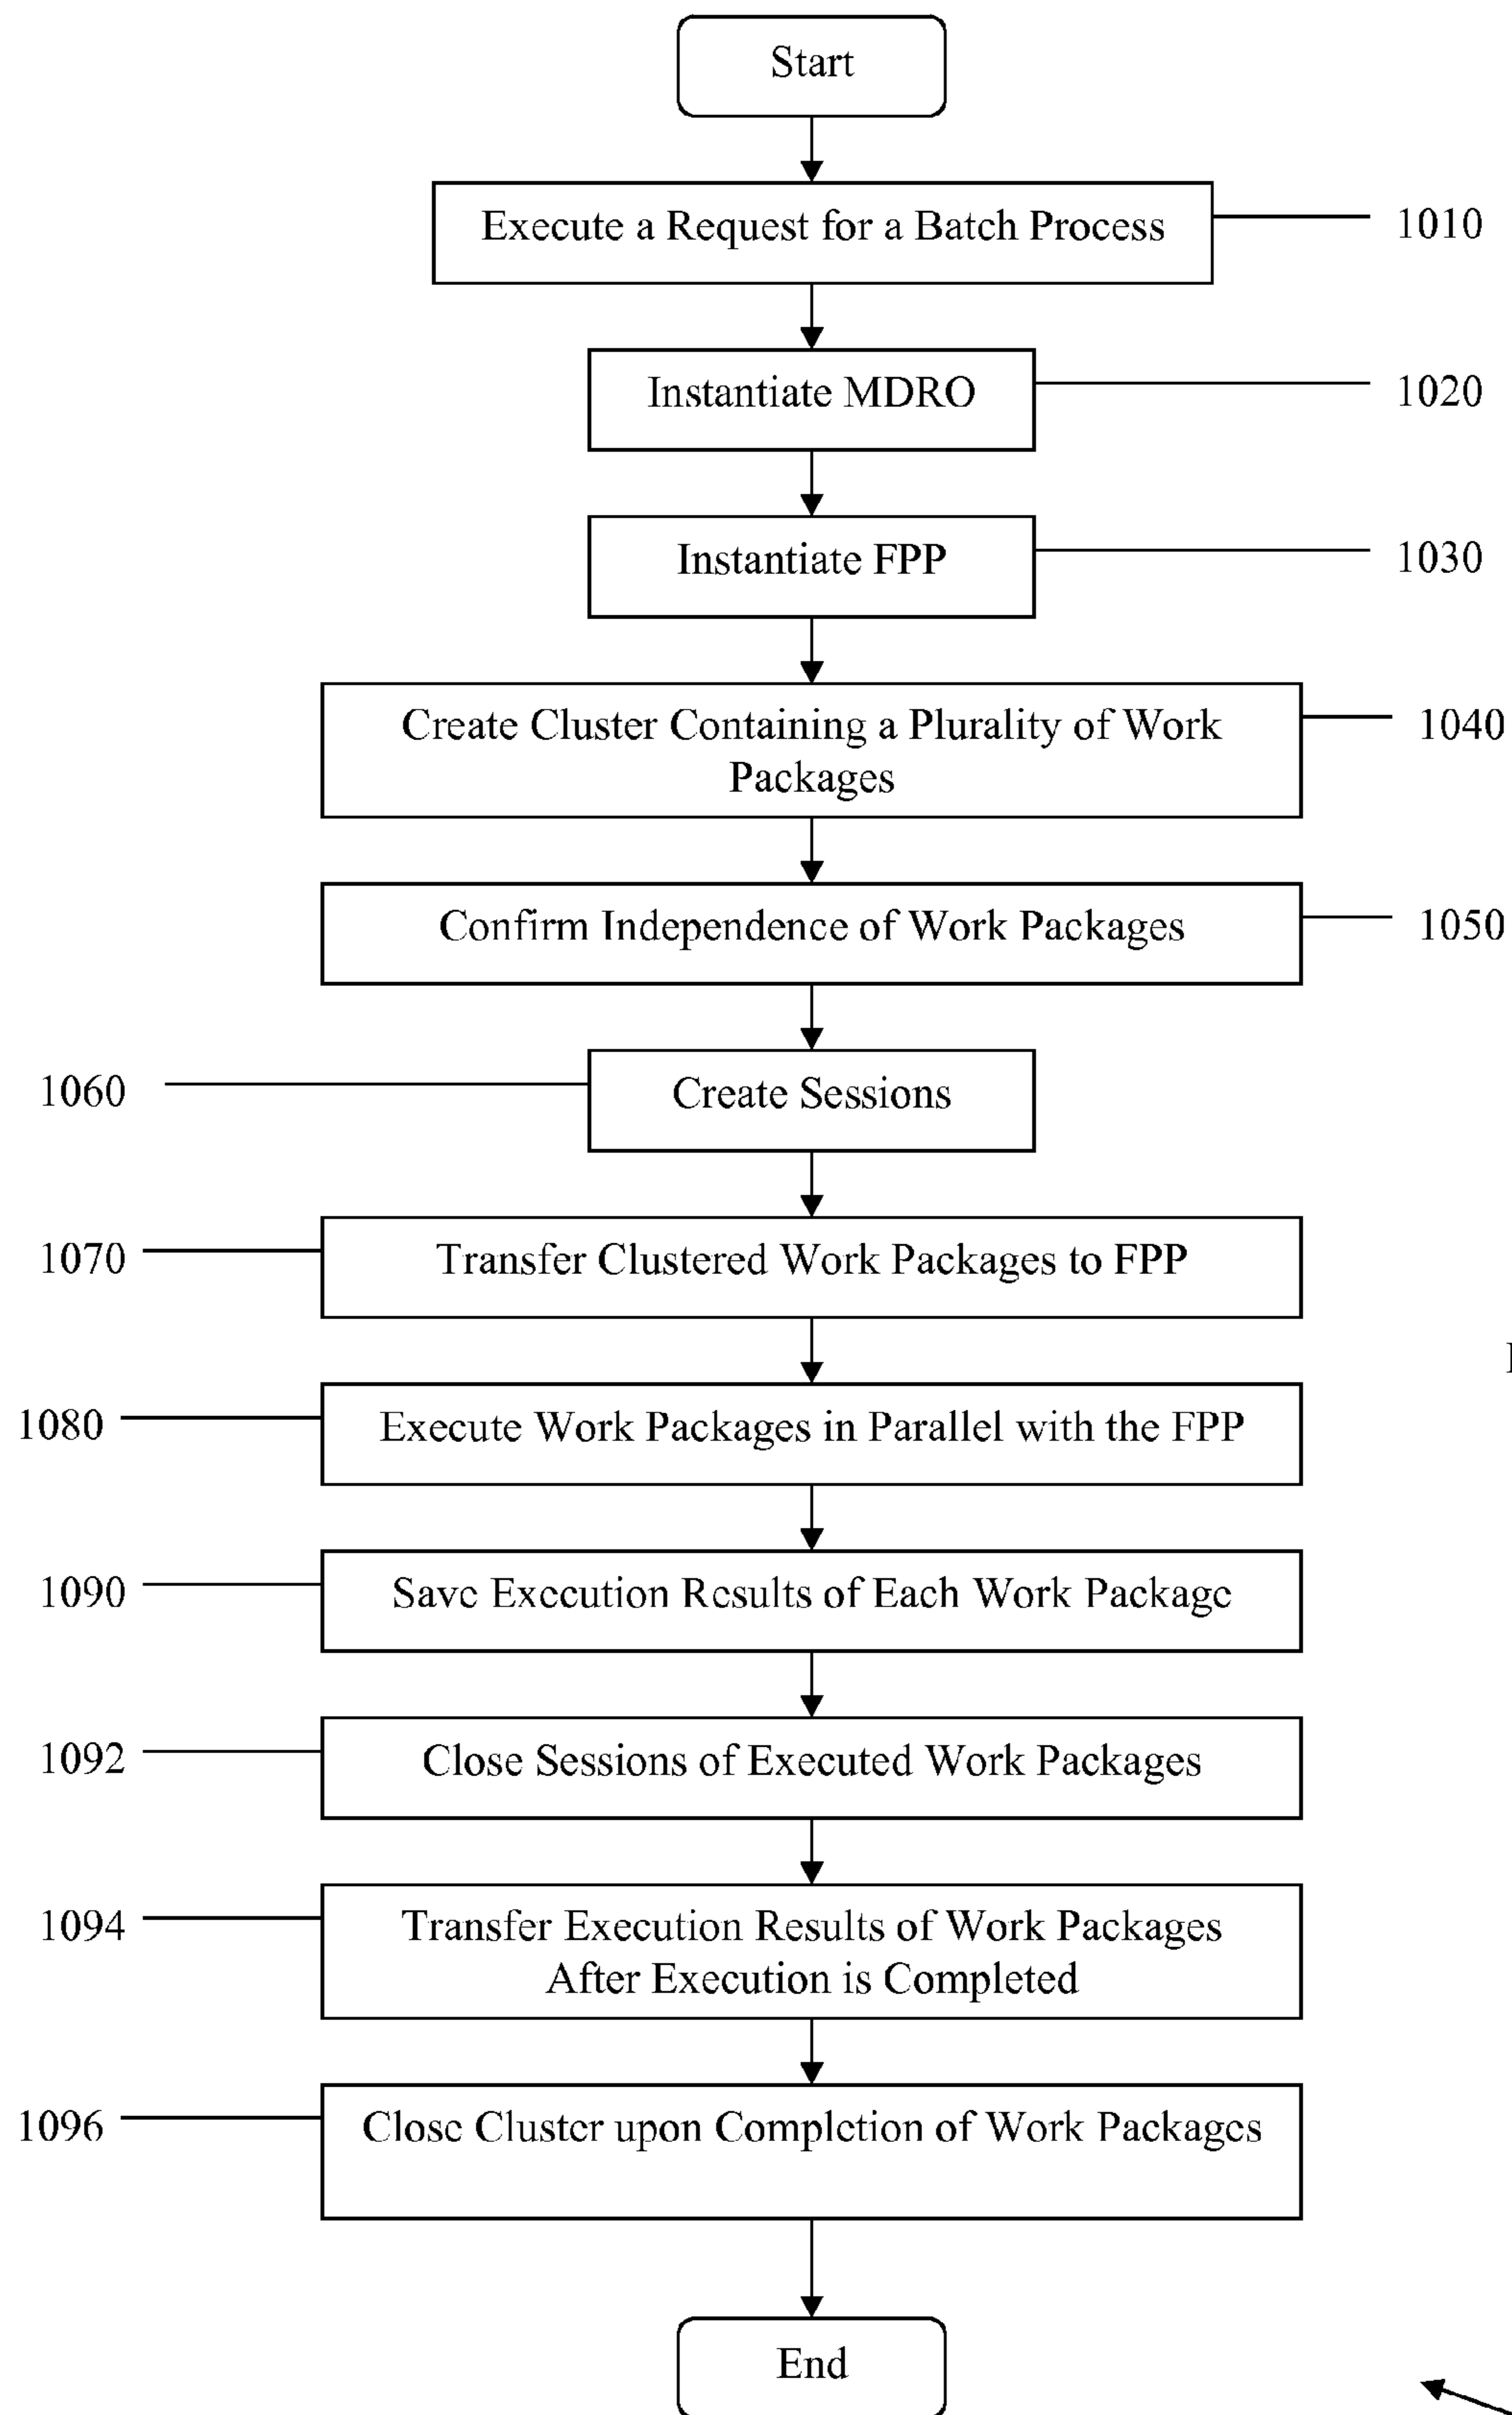 Start
Execute a Request for a Batch Process
1010
Instantiate MDRO
1020
Instantiate FPP
1030
Create Cluster Containing a Plurality of Work
Packages
1040
Confirm Independence of Work Packages
1050
1060
Create Sessions
1070
Transfer Clustered Work Packages to FPP
1080
Execute Work Packages in Parallel with the FPP
1090
Save Execution Results of Each Work Package
1092
Close Sessions of Executed Work Packages
1094
Transfer Execution Results of Work Packages
After Execution is Completed
1096
Close Cluster upon Completion of Work Packages
End